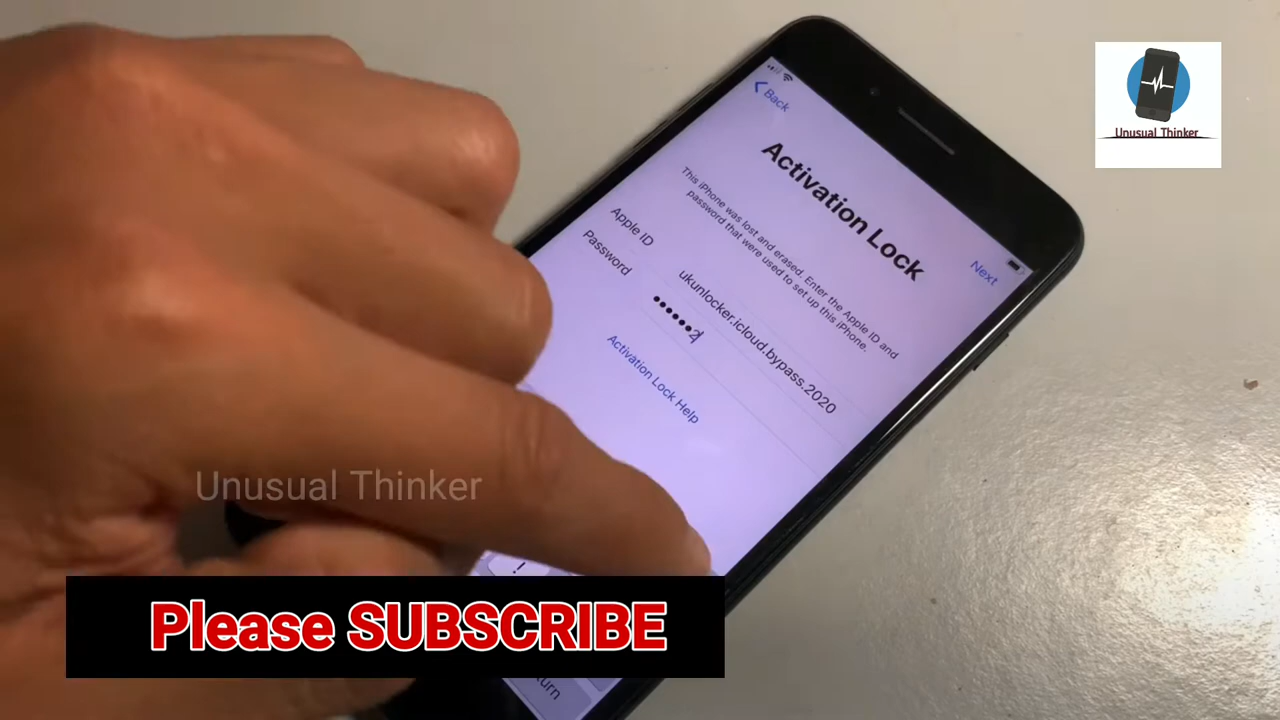 Unusual Thinker
Back
Next
Activation Lock
This iPhone was lost and erased. Enter the Apple ID and
password that were used to set up this iPhone.
Apple ID
ukunlocker.icloud.bypass.2020
Password
••••••2
Activation Lock Help
Unusual Thinker
!
Please SUBSCRIBE